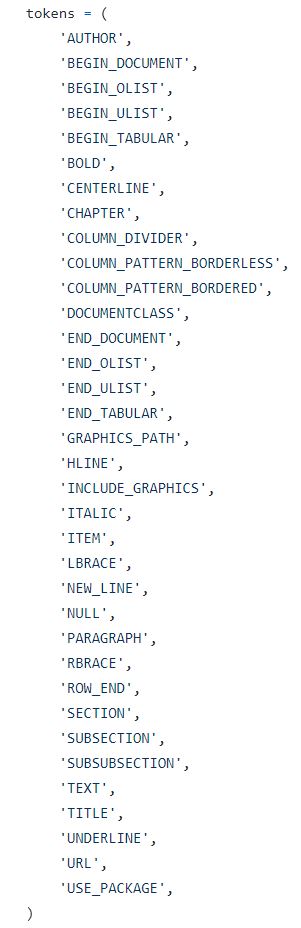 tokens = (
    'AUTHOR',
    'BEGIN_DOCUMENT',
    'BEGIN_OLIST',
    'BEGIN_ULIST',
    'BEGIN_TABULAR',
    'BOLD',
    'CENTERLINE',
    'CHAPTER',
    'COLUMN_DIVIDER',
    'COLUMN_PATTERN_BORDERLESS',
    'COLUMN_PATTERN_BORDERED',
    'DOCUMENTCLASS',
    'END_DOCUMENT',
    'END_OLIST',
    'END_ULIST',
    'END_TABULAR',
    'GRAPHICS_PATH',
    'HLINE',
    'INCLUDE_GRAPHICS',
    'ITALIC',
    'ITEM',
    'LBRACE',
    'NEW_LINE',
    'NULL',
    'PARAGRAPH',
    'RBRACE',
    'ROW_END',
    'SECTION',
    'SUBSECTION',
    'SUBSUBSECTION',
    'TEXT',
    'TITLE',
    'UNDERLINE',
    'URL',
    'USE_PACKAGE',
)